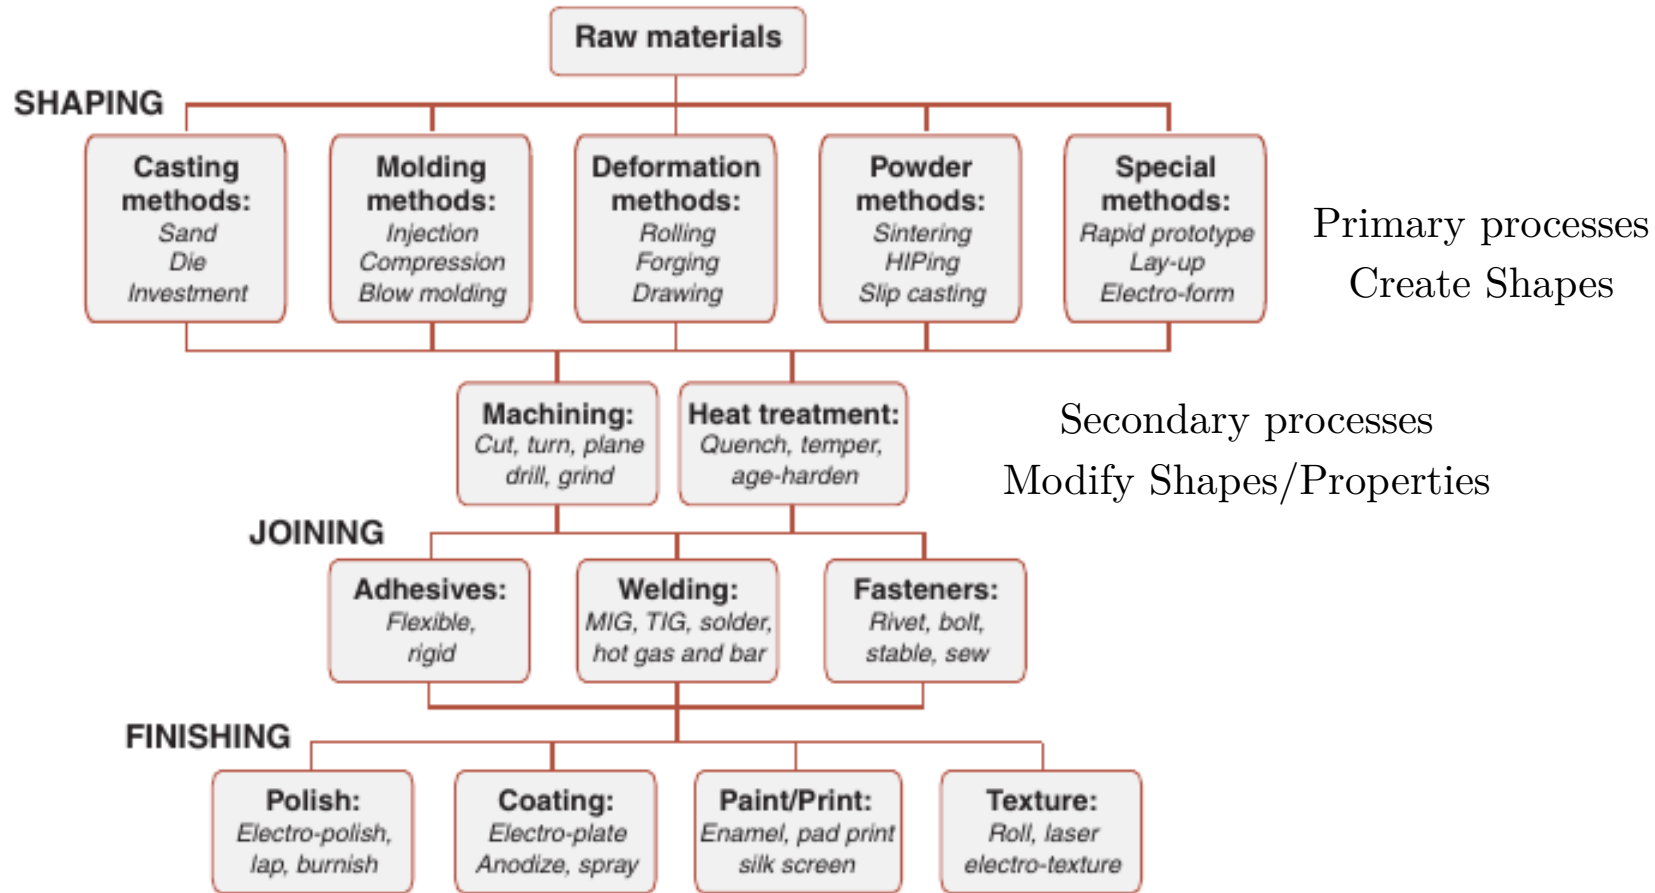 Raw materials
SHAPING
Casting
methods:
Sand
Die
Investment
Molding
methods:
Injection
Compression
Blow molding
Deformation
methods:
Rolling
Forging
Drawing
Powder
methods:
Sintering
HIPing
Slip casting
Special
methods:
Rapid prototype
Lay-up
Electro-form
Primary processes
Create Shapes
Machining:
Cut, turn, plane
drill, grind
Heat treatment:
Quench, temper,
age-harden
Secondary processes
Modify Shapes/Properties
JOINING
Adhesives:
Flexible,
rigid
Welding:
MIG, TIG, solder,
hot gas and bar
Fasteners:
Rivet, bolt,
stable, sew
FINISHING
Polish:
Electro-polish,
lap, burnish
Coating:
Electro-plate
Anodize, spray
Paint/Print:
Enamel, pad print
silk screen
Texture:
Roll, laser
electro-texture